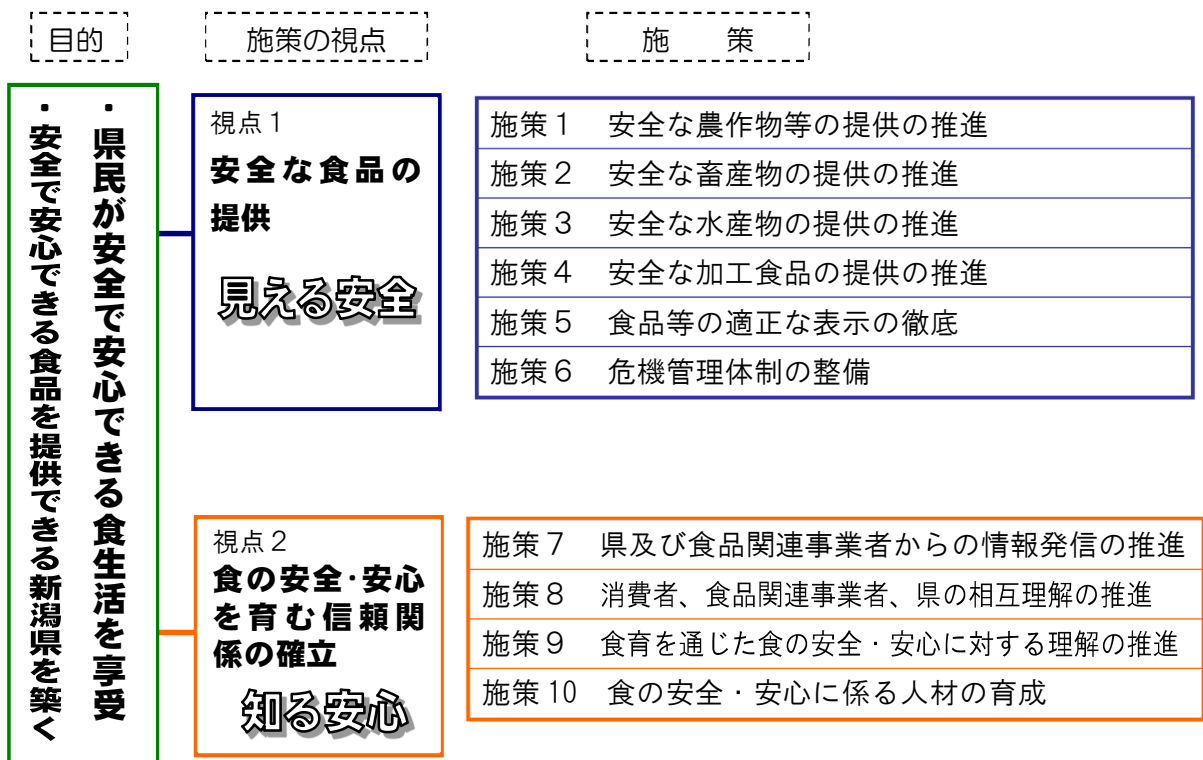 目的
施策の視点
施　　策
・県民が安全で安心できる食生活を享受
・安全で安心できる食品を提供できる新潟県を築く
視点１
安全な食品の
提供
見える安全
施策１　安全な農作物等の提供の推進
施策２　安全な畜産物の提供の推進
施策３　安全な水産物の提供の推進
施策４　安全な加工食品の提供の推進
施策５　食品等の適正な表示の徹底
施策６　危機管理体制の整備
視点２
食の安全・安心
を育む信頼関
係の確立
知る安心
施策７　県及び食品関連事業者からの情報発信の推進
施策８　消費者、食品関連事業者、県の相互理解の推進
施策９　食育を通じた食の安全・安心に対する理解の推進
施策10　食の安全・安心に係る人材の育成